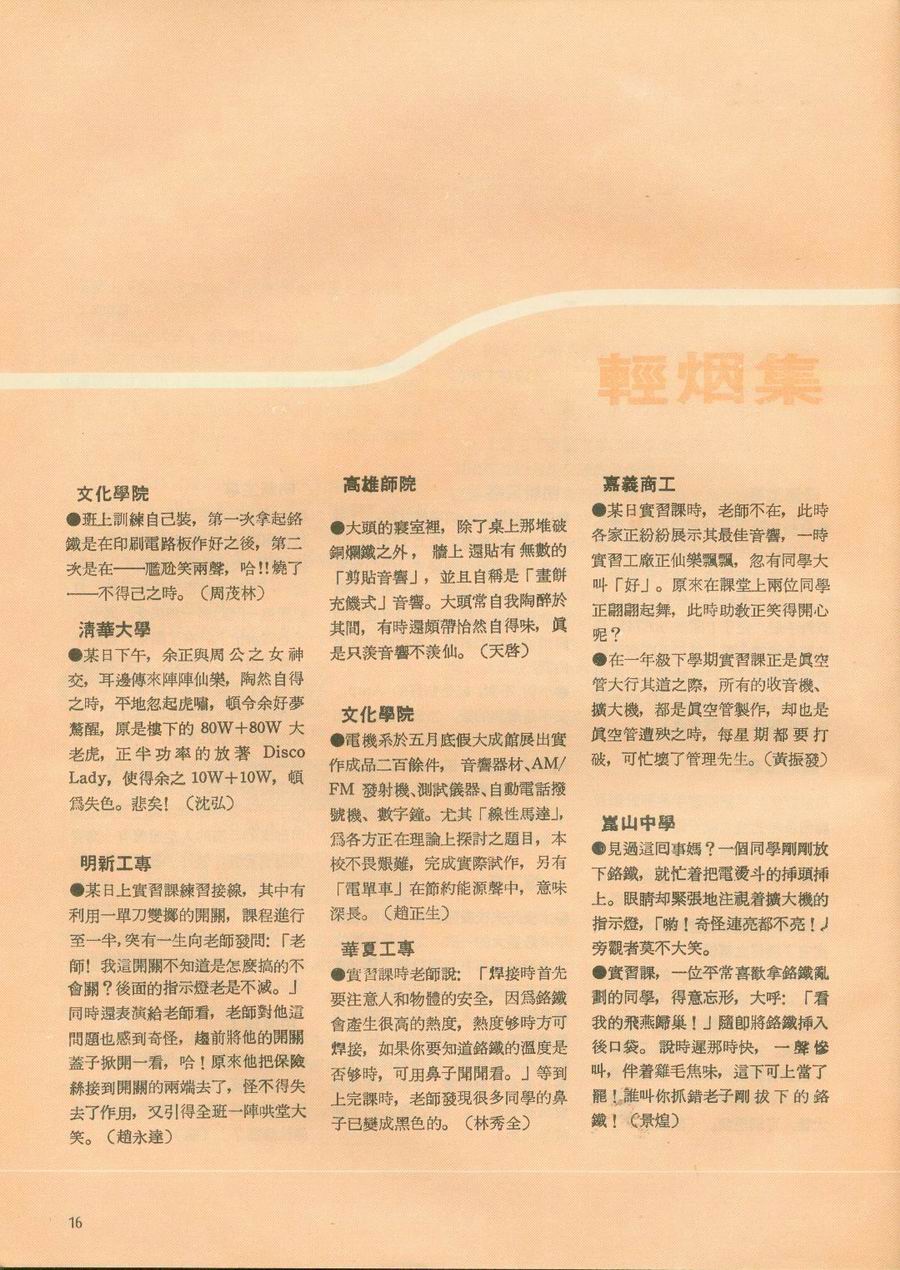 輕烟集
文化學院
●班上訓練自己裝，第一次拿起鉻
鐵是在印刷電路板作好之後，第二
次是在——尷尬笑兩聲，哈!!燒了
——不得己之時。（周茂林）
淸華大學
●某日下午，余正與周公之女神
交，耳邊傳來陣陣仙樂，陶然自得
之時，平地忽起虎嘯，頓令余好夢
驚醒，原是樓下的 80W+80W 大
老虎，正半功率的放著 Disco
Lady，使得余之 10W+10W，頓
爲失色。悲矣！（沈弘）
明新工專
●某日上實習課練習接線，其中有
利用一單刀雙擲的開關，課程進行
至一半，突有一生向老師發問:「老
師！我這開關不知道是怎麼搞的不
會關？後面的指示燈老是不滅。」
同時還表演給老師看，老師對他這
問題也感到奇怪，趨前將他的開關
蓋子掀開一看，哈！原來他把保險
絲接到開關的兩端去了，怪不得失
去了作用，又引得全班一陣哄堂大
笑。（趙永達）
高雄師院
●大頭的寢室裡，除了桌上那堆破
銅爛鐵之外，牆上還貼有無數的
「剪貼音響」，並且自稱是「畫餅
充饑式」音響。大頭常自我陶醉於
其間，有時還頗帶怡然自得味，眞
是只羨音響不羨仙。（天啓）
文化學院
●電機系於五月底假大成館展出實
作成品二百餘件，音響器材、AM/
FM 發射機、測試儀器、自動電話撥
號機、數字鐘。尤其「線性馬達」，
爲各方正在理論上探討之題目，本
校不畏艱難，完成實際試作，另有
「電單車」在節約能源聲中，意味
深長。（趙正生）
華夏工專
●實習課時老師說:「焊接時首先
要注意人和物體的安全，因爲鉻鐵
會產生很高的熱度，熱度够時方可
焊接，如果你要知道鉻鐵的溫度是
否够時，可用鼻子聞聞看。」等到
上完課時，老師發現很多同學的鼻
子已變成黑色的。（林秀全）
嘉義商工
●某日實習課時，老師不在，此時
各家正紛紛展示其最佳音響，一時
實習工廠正仙樂飄飄，忽有同學大
叫「好」。原來在課堂上兩位同學
正翩翩起舞，此時助敎正笑得開心
呢？
●在一年級下學期實習課正是眞空
管大行其道之際，所有的收音機、
擴大機，都是眞空管製作，却也是
眞空管遭殃之時，每星期都要打
破，可忙壞了管理先生。（黃振發）
崑山中學
●見過這囘事媽？一個同學剛剛放
下鉻鐵，就忙着把電燙斗的揷頭揷
上。眼睛却緊張地注視着擴大機的
指示燈，「喲！奇怪連亮都不亮！」
旁觀者莫不大笑。
●實習課，一位平常喜歡拿鉻鐵亂
劃的同學，得意忘形，大呼:「看
我的飛燕歸巢！」隨卽將鉻鐵揷入
後口袋。說時遲那時快，一聲慘
叫，伴着雞毛焦味，這下可上當了
罷！誰叫你抓錯老子剛拔下的鉻
鐵！（景煌）
16